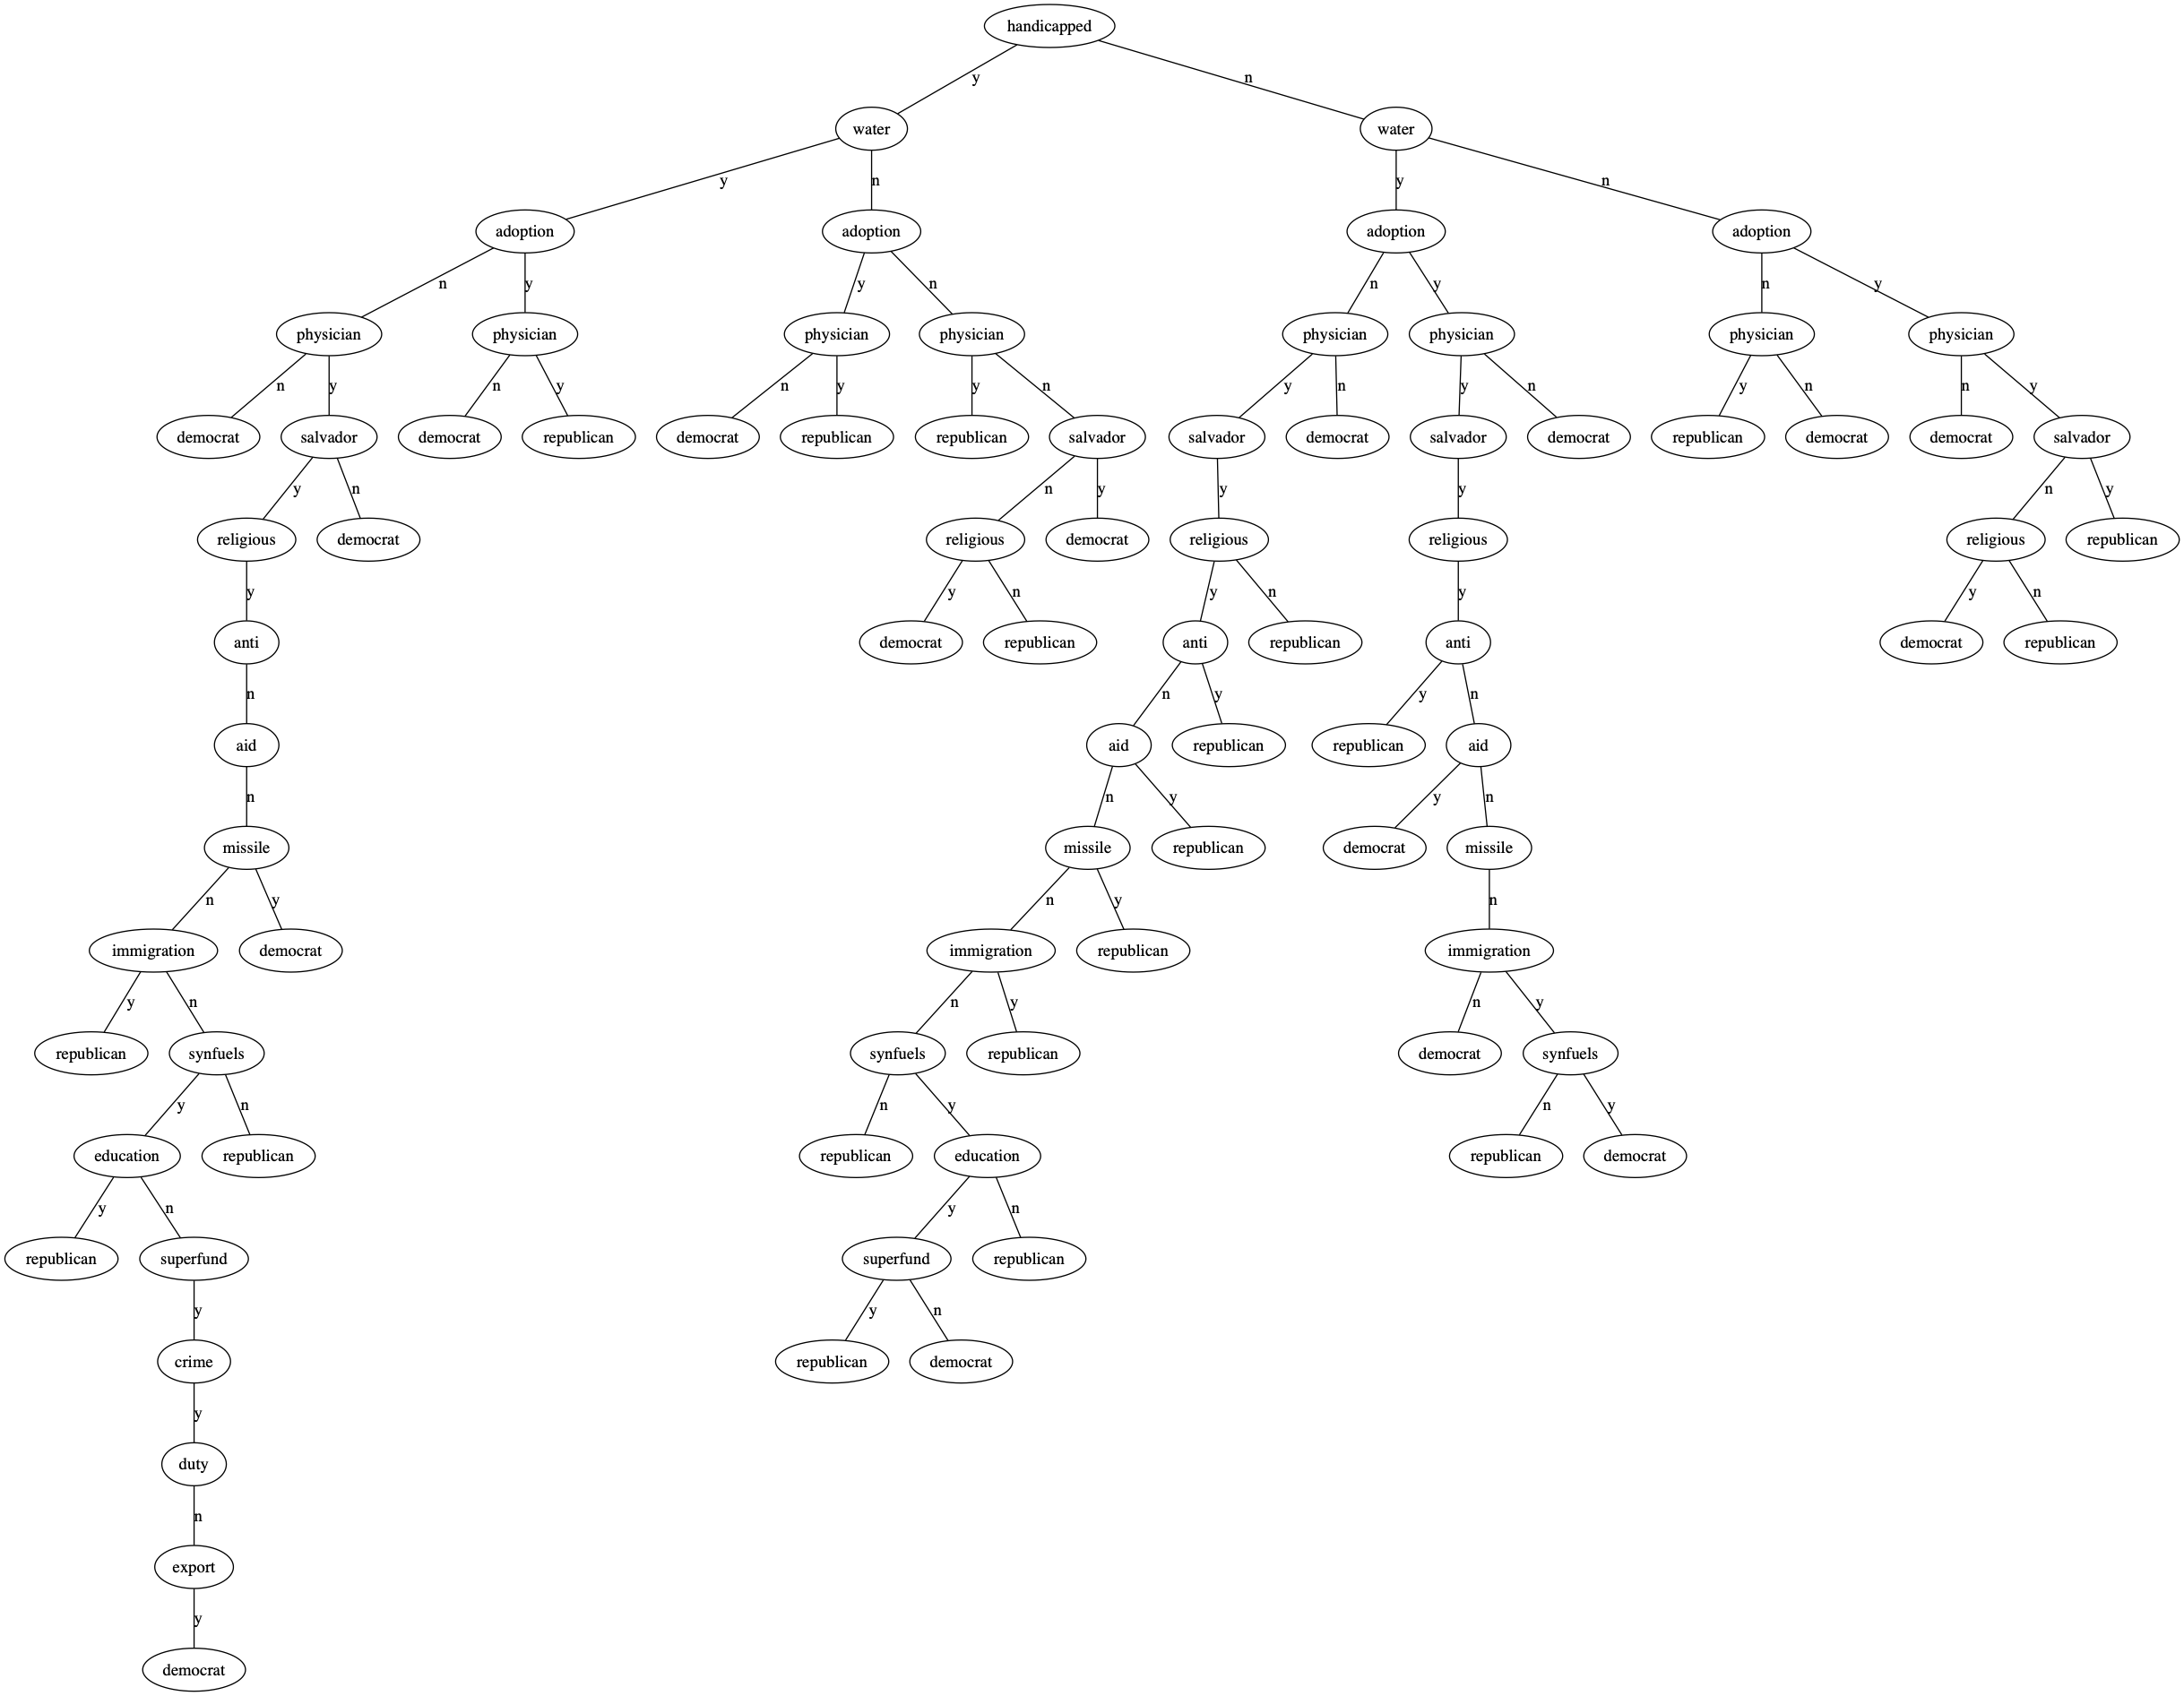 handicapped
y n
water water
y n y n
adoption adoption adoption adoption
n y y n n y n y
physician physician physician physician physician physician physician physician
n y n y n y y n y n y n y n n y
democrat salvador democrat republican democrat republican republican salvador salvador democrat salvador democrat republican democrat democrat salvador
y n n y y y n y
religious democrat religious democrat religious religious religious republican
y y n y n y y n
anti democrat republican anti republican anti democrat republican
n n y y n
aid aid republican republican aid
n n y y n
missile missile republican democrat missile
n y n y n
immigration democrat immigration republican immigration
y n n y n y
republican synfuels synfuels republican democrat synfuels
y n n y n y
education republican republican education republican democrat
y n y n
republican superfund superfund republican
y y n
crime republican democrat
y
duty
n
export
y
democrat